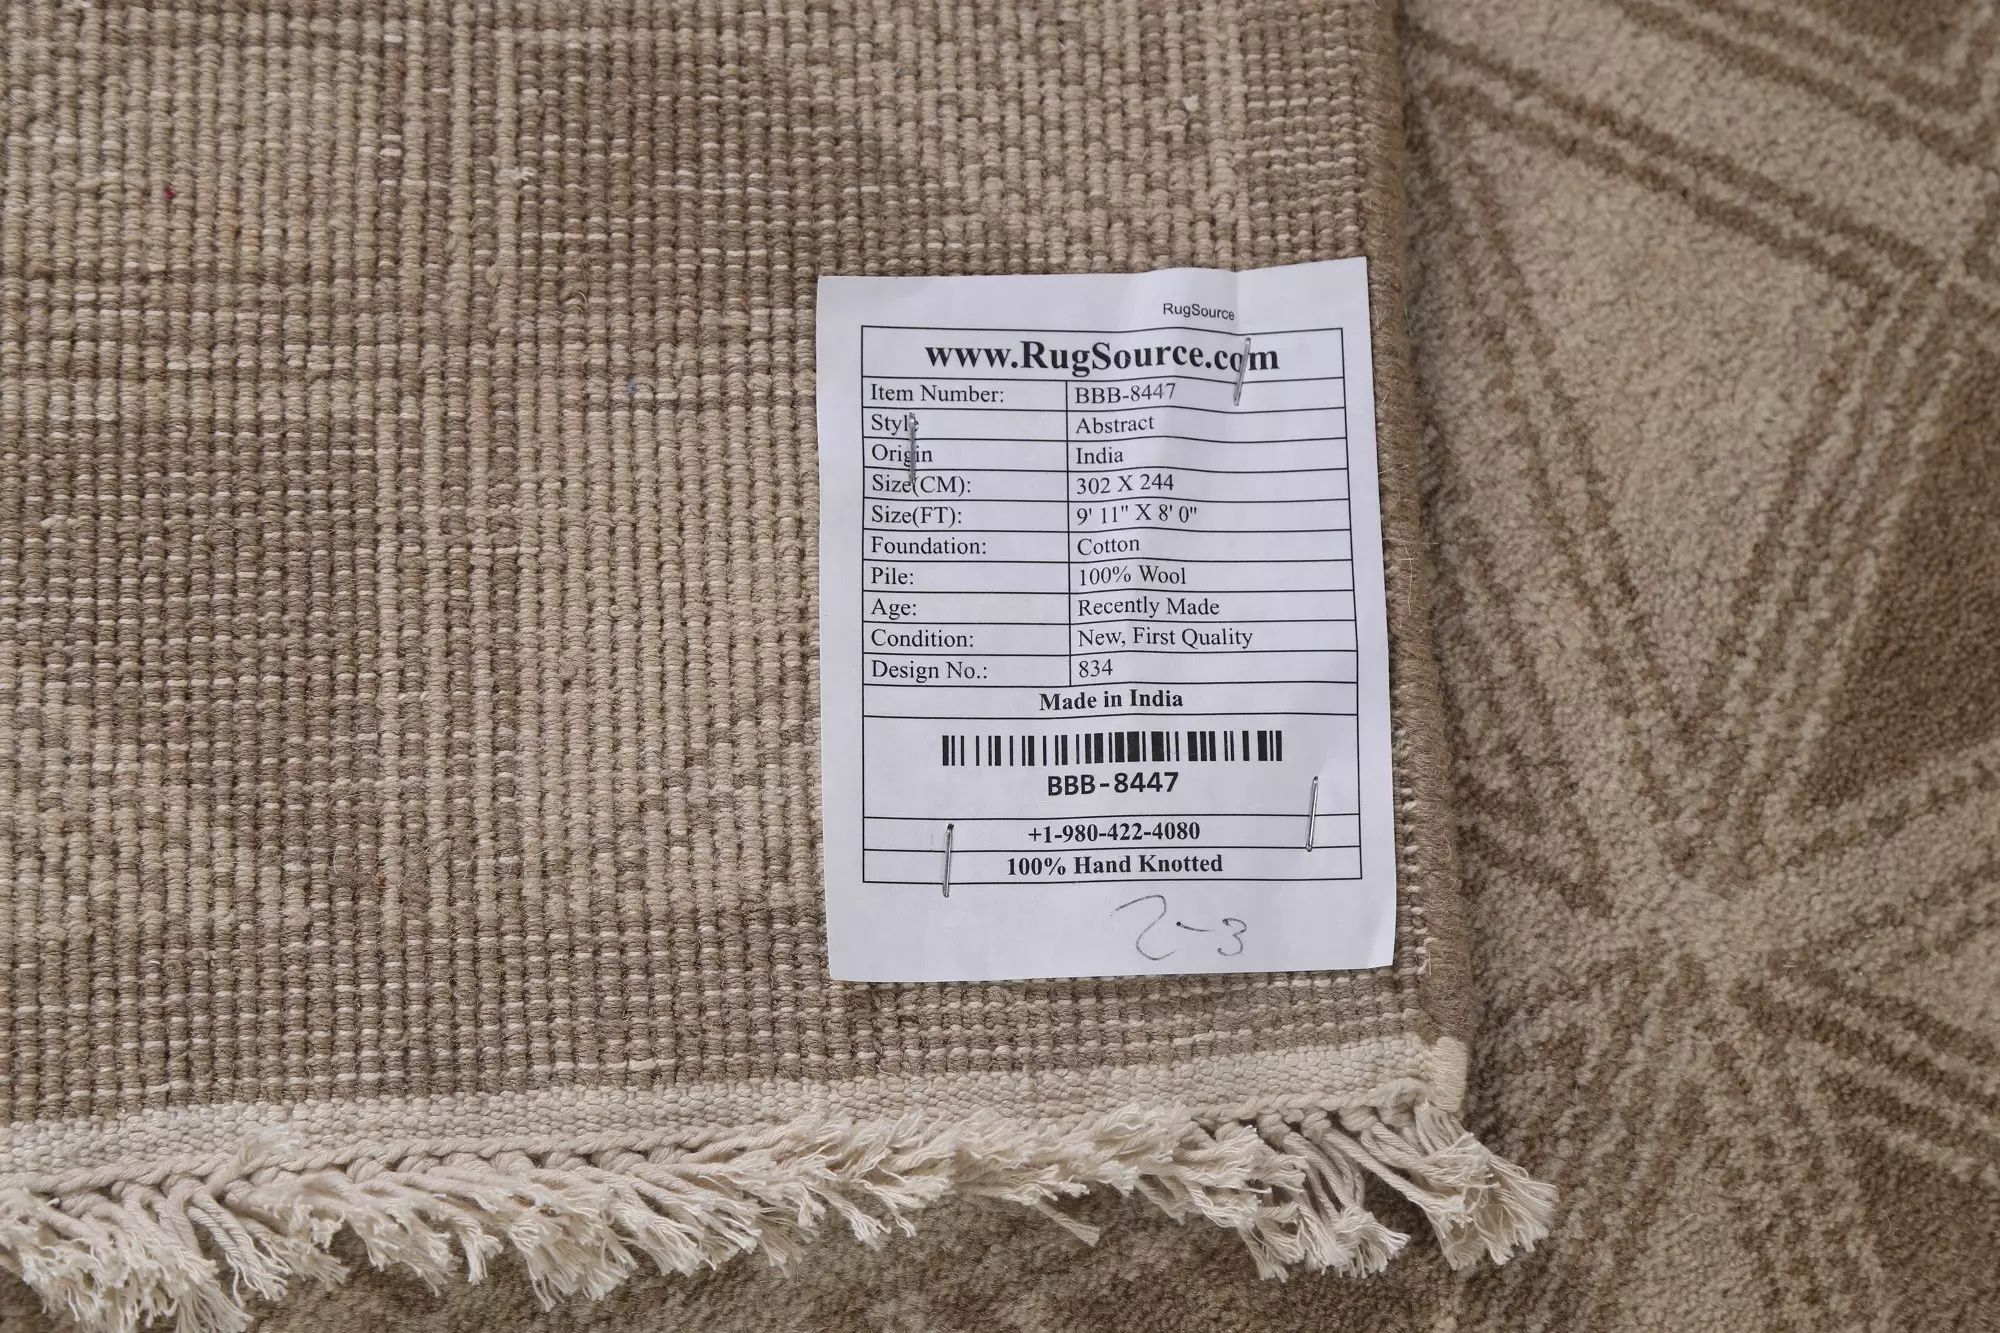 RugSource
www.RugSource.com
Item Number: BBB-8447
Style Abstract
Origin India
Size(CM): 302 X 244
Size(FT): 9' 11" X 8' 0"
Foundation: Cotton
Pile: 100% Wool
Age: Recently Made
Condition: New, First Quality
Design No.: 834
Made in India
BBB-8447
+1-980-422-4080
100% Hand Knotted